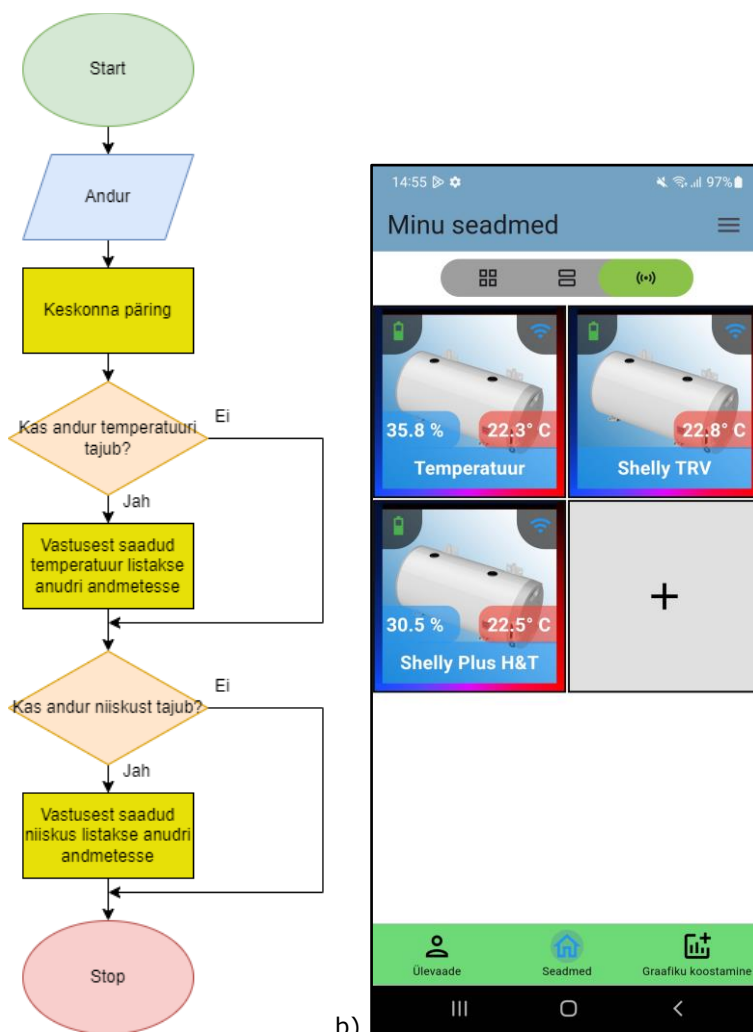 Start
Andur
Keskonna päring
Kas andur temperatuuri
tajub?
Ei
Jah
Vastusest saadud
temperatuur listakse
anudri andmetesse
Kas andur niiskust tajub?
Ei
Jah
Vastusest saadud
niiskus listakse anudri
andmetesse
Stop
b)
14:55 97%
Minu seadmed
35.8 % 22.3° C
Temperatuur
22.8° C
Shelly TRV
30.5 % 22.5° C
Shelly Plus H&T
+
Ülevaade Seadmed Graafiku koostamine